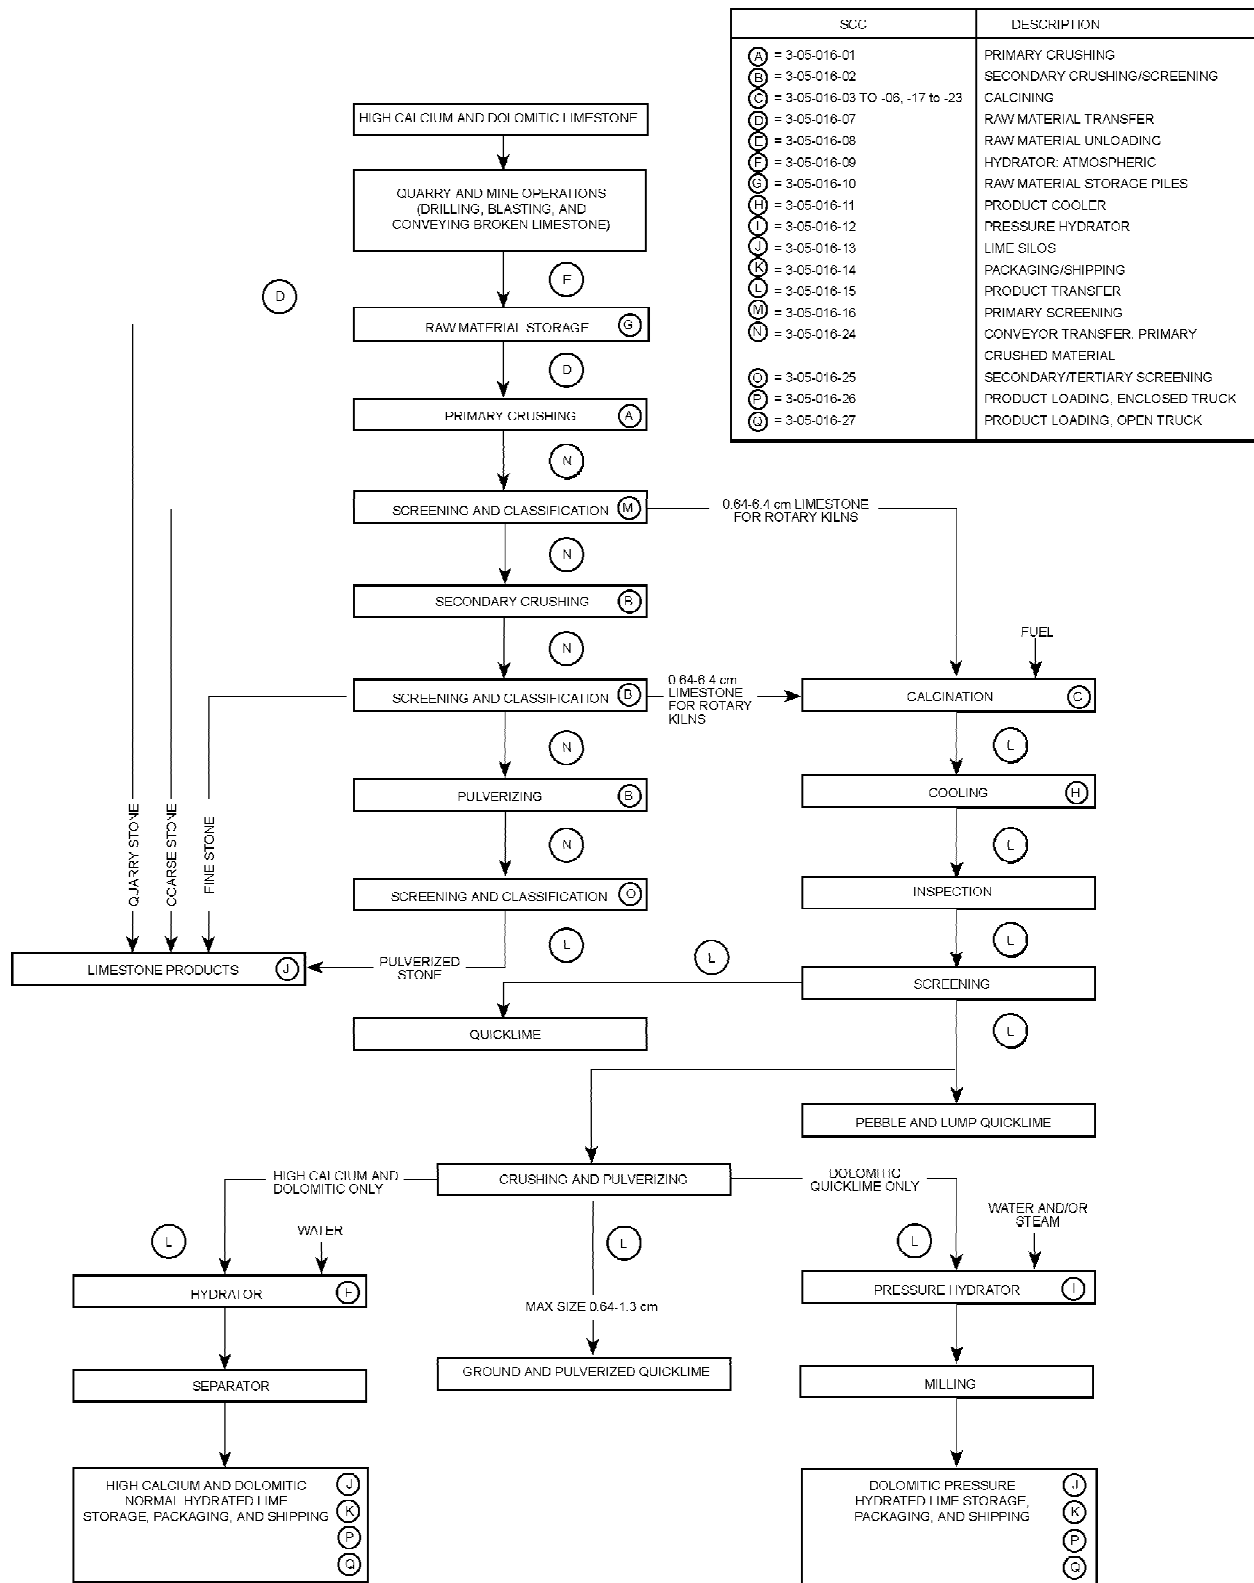 SCC DESCRIPTION
A = 3-05-016-01 PRIMARY CRUSHING
B = 3-05-016-02 SECONDARY CRUSHING/SCREENING
C = 3-05-016-03 TO -06, -17 to -23 CALCINING
D = 3-05-016-07 RAW MATERIAL TRANSFER
E = 3-05-016-08 RAW MATERIAL UNLOADING
F = 3-05-016-09 HYDRATOR: ATMOSPHERIC
G = 3-05-016-10 RAW MATERIAL STORAGE PILES
H = 3-05-016-11 PRODUCT COOLER
I = 3-05-016-12 PRESSURE HYDRATOR
J = 3-05-016-13 LIME SILOS
K = 3-05-016-14 PACKAGING/SHIPPING
L = 3-05-016-15 PRODUCT TRANSFER
M = 3-05-016-16 PRIMARY SCREENING
N = 3-05-016-24 CONVEYOR TRANSFER, PRIMARY
CRUSHED MATERIAL
O = 3-05-016-25 SECONDARY/TERTIARY SCREENING
P = 3-05-016-26 PRODUCT LOADING, ENCLOSED TRUCK
Q = 3-05-016-27 PRODUCT LOADING, OPEN TRUCK
HIGH CALCIUM AND DOLOMITIC LIMESTONE
QUARRY AND MINE OPERATIONS
(DRILLING, BLASTING, AND
CONVEYING BROKEN LIMESTONE)
D
E
RAW MATERIAL STORAGE G
D
PRIMARY CRUSHING A
N
SCREENING AND CLASSIFICATION M
0.64-6.4 cm LIMESTONE
FOR ROTARY KILNS
N
SECONDARY CRUSHING B
N
FUEL
SCREENING AND CLASSIFICATION B
0.64-6.4 cm
LIMESTONE
FOR ROTARY
KILNS
CALCINATION C
N
L
PULVERIZING B
COOLING H
QUARRY STONE
COARSE STONE
FINE STONE
N
L
SCREENING AND CLASSIFICATION O
INSPECTION
L
L
L
LIMESTONE PRODUCTS J
PULVERIZED
STONE
SCREENING
QUICKLIME
L
PEBBLE AND LUMP QUICKLIME
HIGH CALCIUM AND
DOLOMITIC ONLY
CRUSHING AND PULVERIZING
DOLOMITIC
QUICKLIME ONLY
L
WATER
L
L
WATER AND/OR
STEAM
HYDRATOR F
PRESSURE HYDRATOR I
MAX SIZE 0.64-1.3 cm
SEPARATOR
GROUND AND PULVERIZED QUICKLIME
MILLING
HIGH CALCIUM AND DOLOMITIC
NORMAL HYDRATED LIME
STORAGE, PACKAGING, AND SHIPPING
J
K
P
Q
DOLOMITIC PRESSURE
HYDRATED LIME STORAGE,
PACKAGING, AND SHIPPING
J
K
P
Q